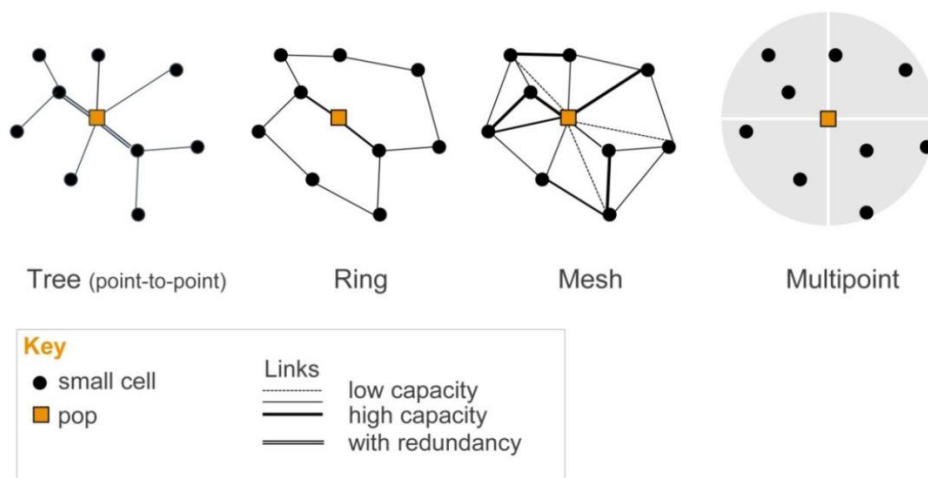 Tree (point-to-point) Ring Mesh Multipoint
Key
small cell
pop
Links
low capacity
high capacity
with redundancy